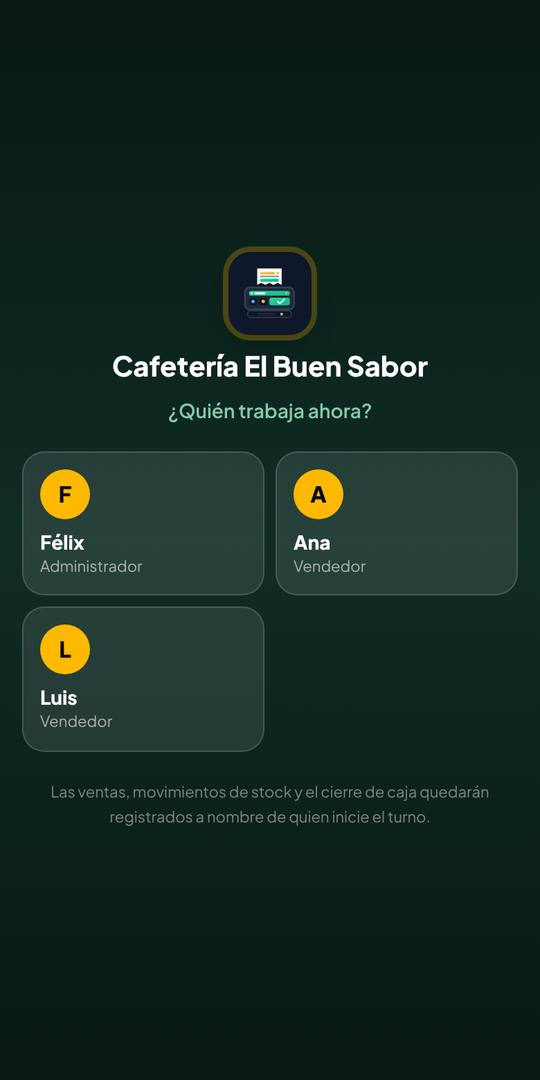 Cafetería El Buen Sabor
¿Quién trabaja ahora?
F
Félix
Administrador
A
Ana
Vendedor
L
Luis
Vendedor
Las ventas, movimientos de stock y el cierre de caja quedarán
registrados a nombre de quien inicie el turno.